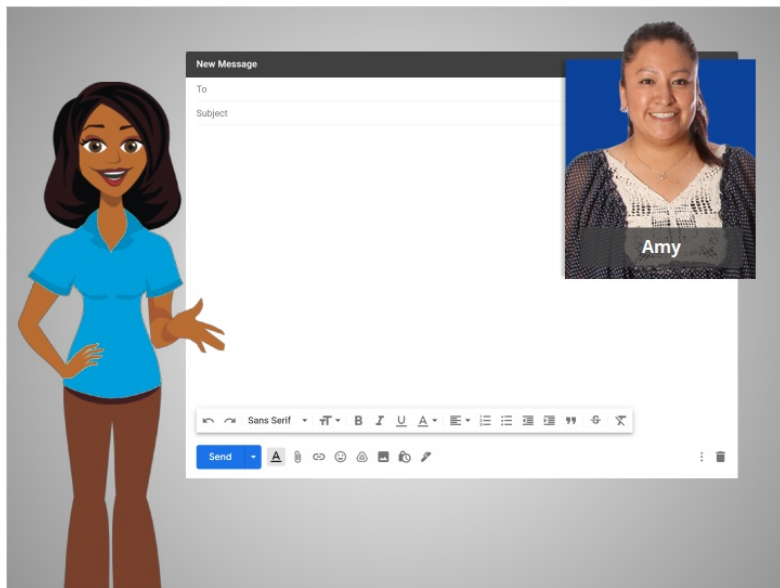 New Message
To
Subject
Amy
Sans Serif
B I U A
Send
A